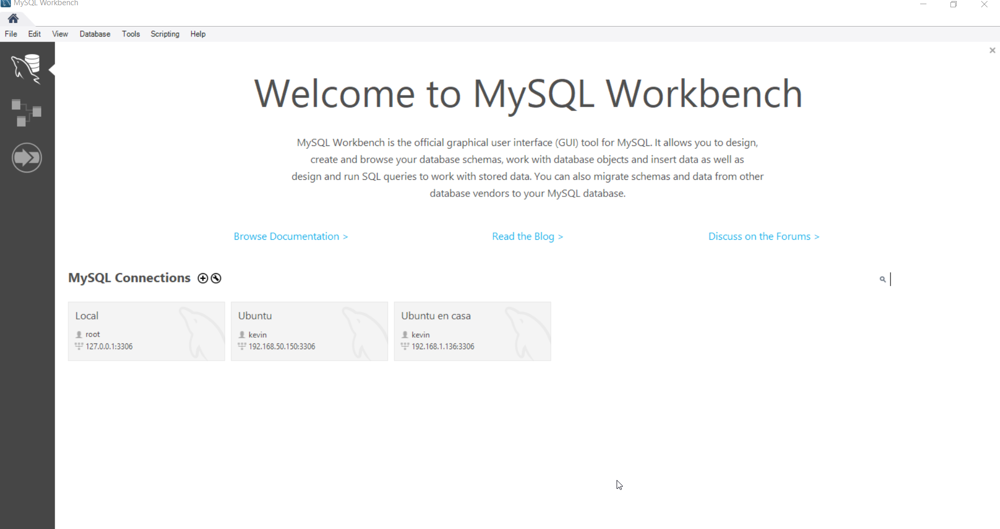 MySQL Workbench
File Edit View Database Tools Scripting Help
Welcome to MySQL Workbench
MySQL Workbench is the official graphical user interface (GUI) tool for MySQL. It allows you to design,
create and browse your database schemas, work with database objects and insert data as well as
design and run SQL queries to work with stored data. You can also migrate schemas and data from other
database vendors to your MySQL database.
Browse Documentation > Read the Blog > Discuss on the Forums >
MySQL Connections
Local
root
127.0.0.1:3306
Ubuntu
kevin
192.168.50.150:3306
Ubuntu en casa
kevin
192.168.1.136:3306